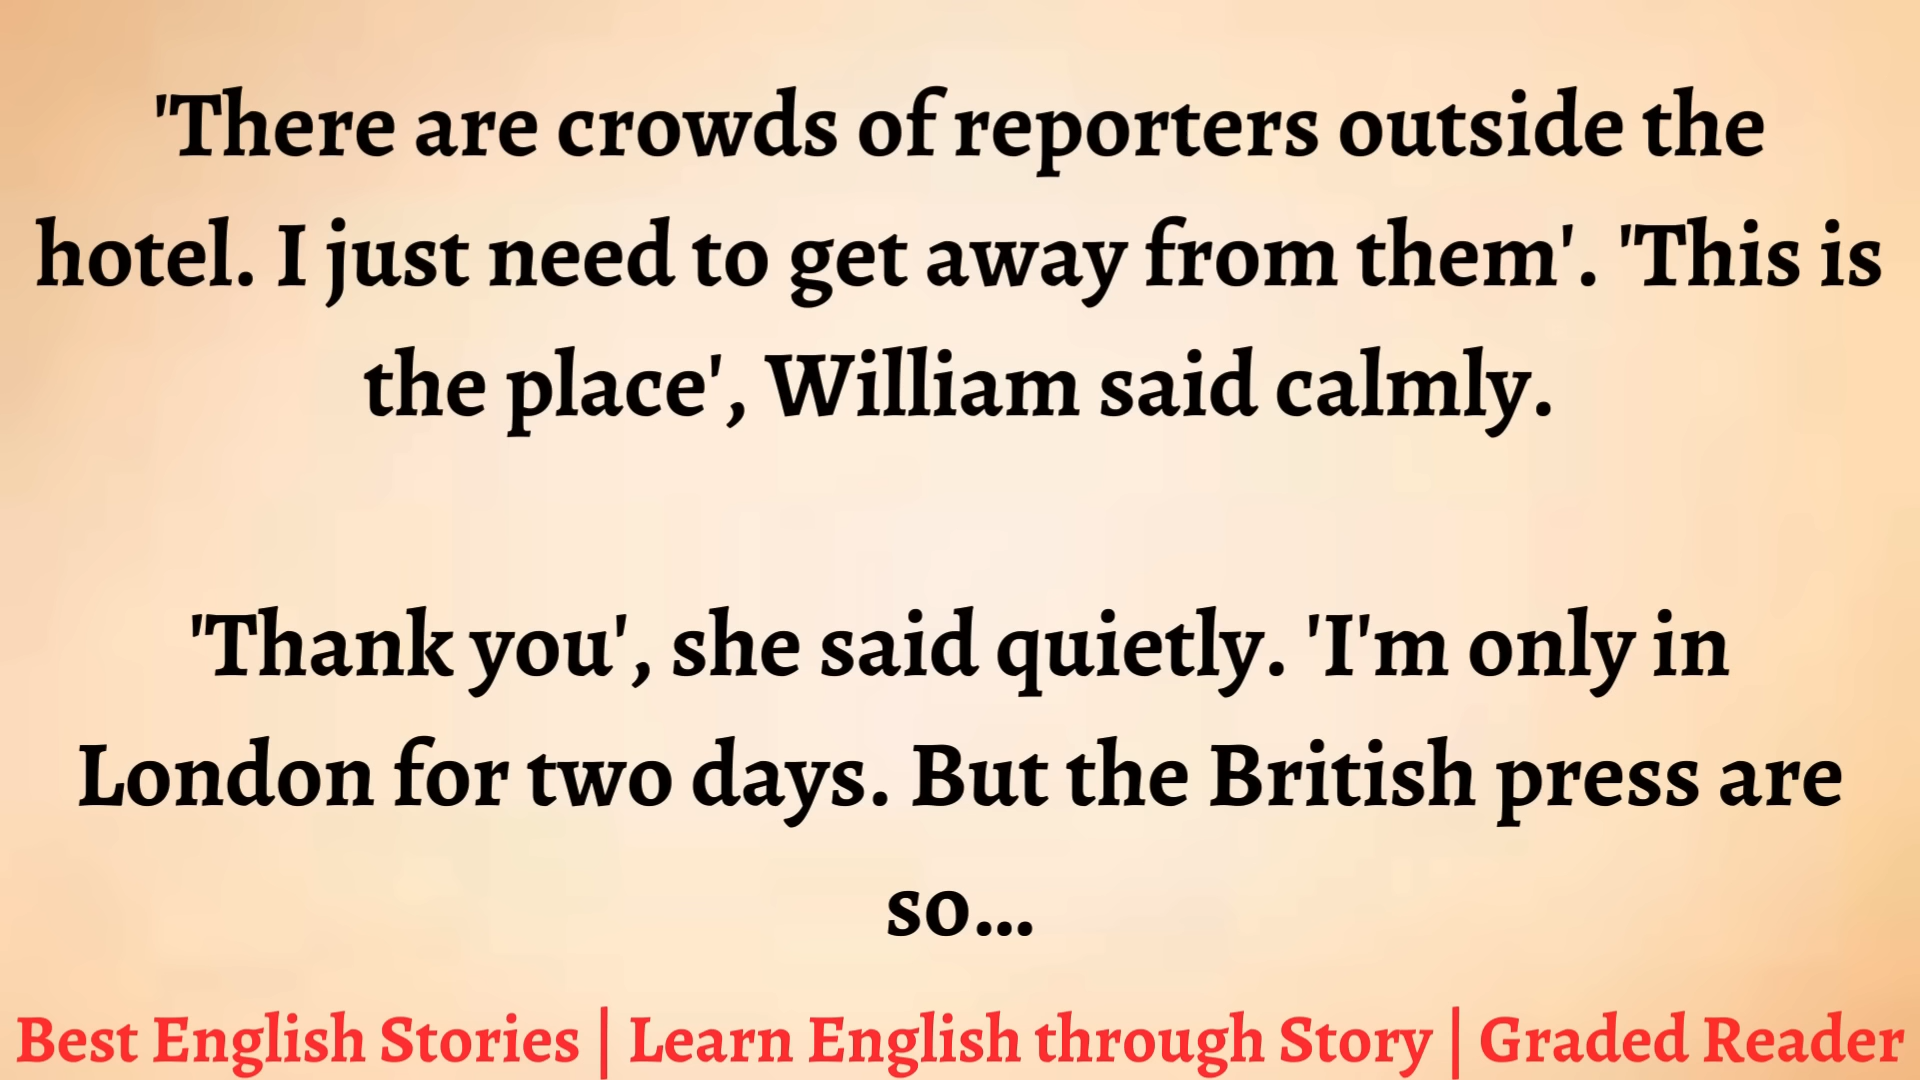 'There are crowds of reporters outside the
hotel. I just need to get away from them'. 'This is
the place', William said calmly.
'Thank you', she said quietly. 'I'm only in
London for two days. But the British press are
so...
Best English Stories | Learn English through Story | Graded Reader